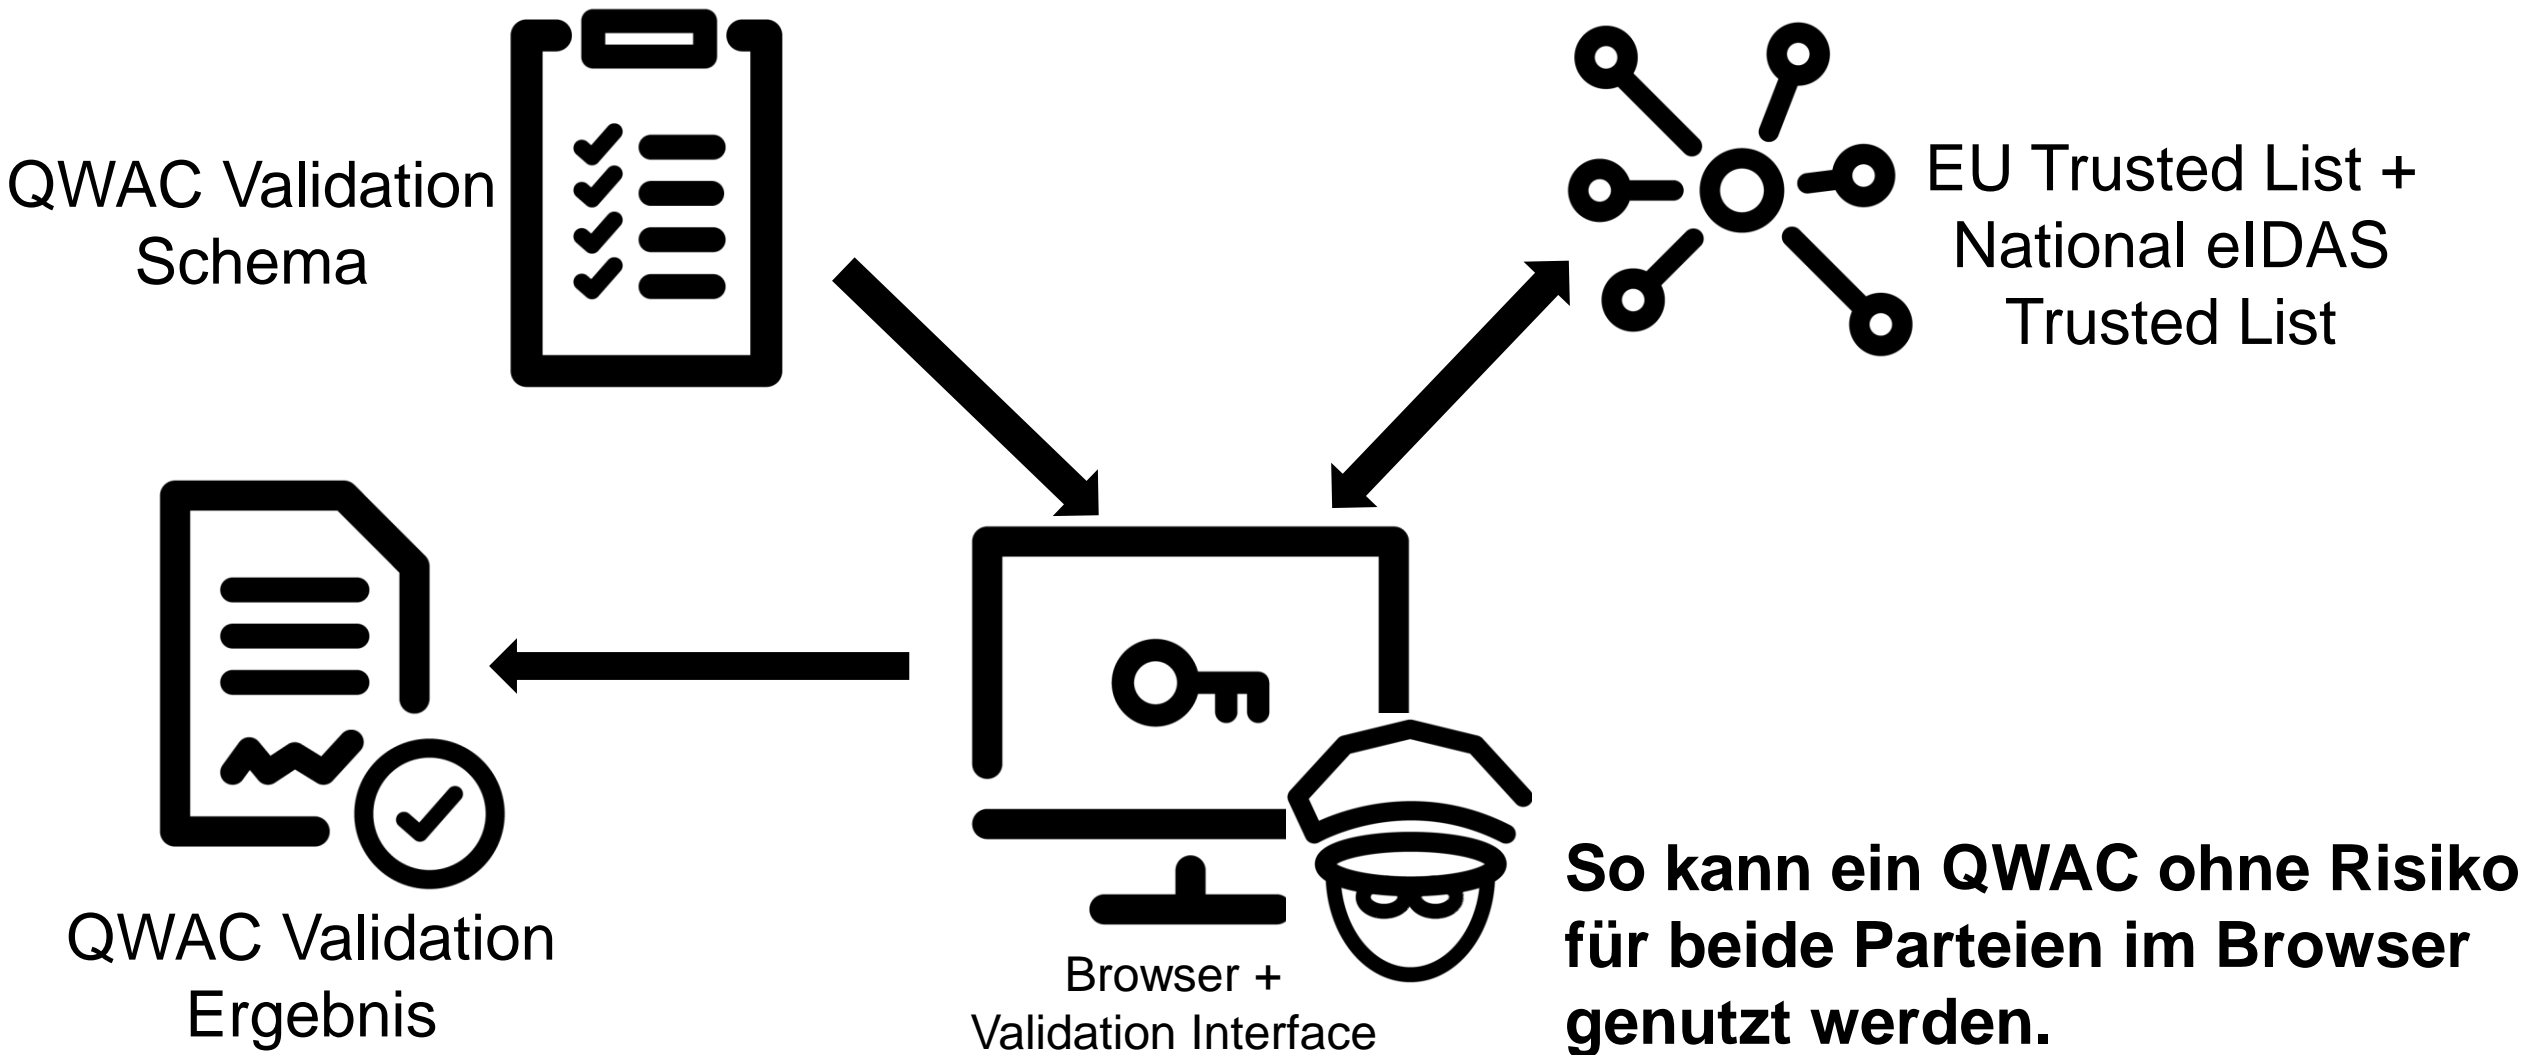 QWAC Validation
Schema
EU Trusted List +
National eIDAS
Trusted List
QWAC Validation
Ergebnis
Browser +
Validation Interface
So kann ein QWAC ohne Risiko
für beide Parteien im Browser
genutzt werden.